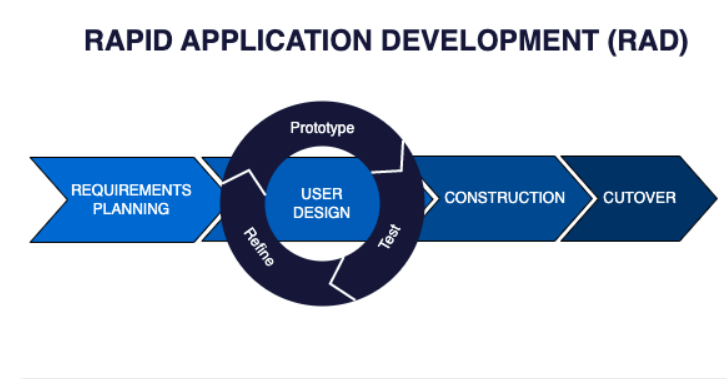 RAPID APPLICATION DEVELOPMENT (RAD)
Prototype
REQUIREMENTS
PLANNING
USER
DESIGN
CONSTRUCTION
CUTOVER
Refine
Test